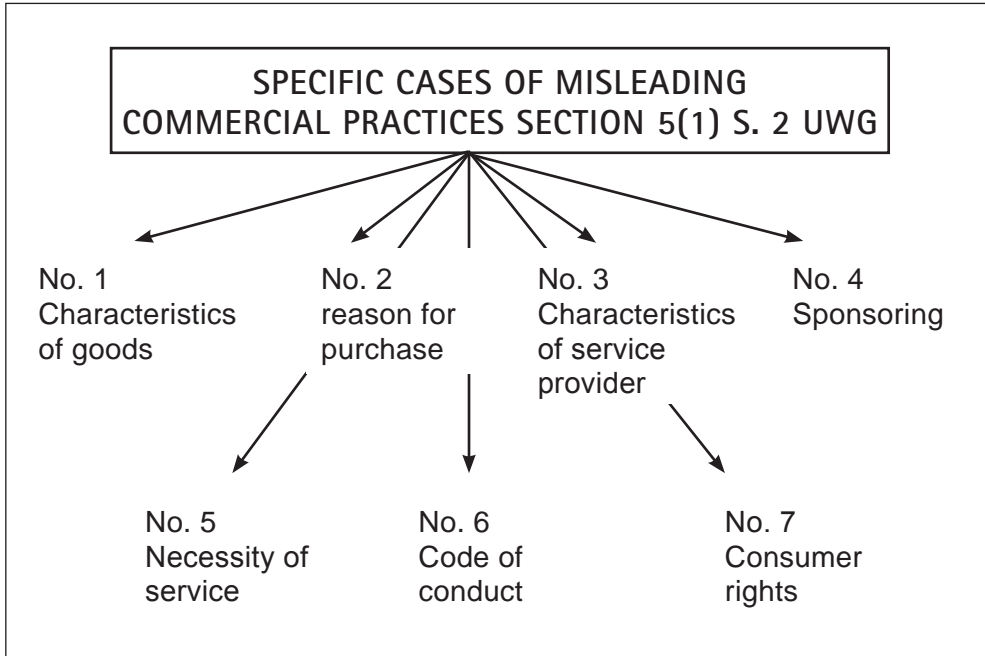 SPECIFIC CASES OF MISLEADING
COMMERCIAL PRACTICES SECTION 5(1) S. 2 UWG
No. 1
Characteristics
of goods
No. 2
reason for
purchase
No. 3
Characteristics
of service
provider
No. 4
Sponsoring
No. 5
Necessity of
service
No. 6
Code of
conduct
No. 7
Consumer
rights